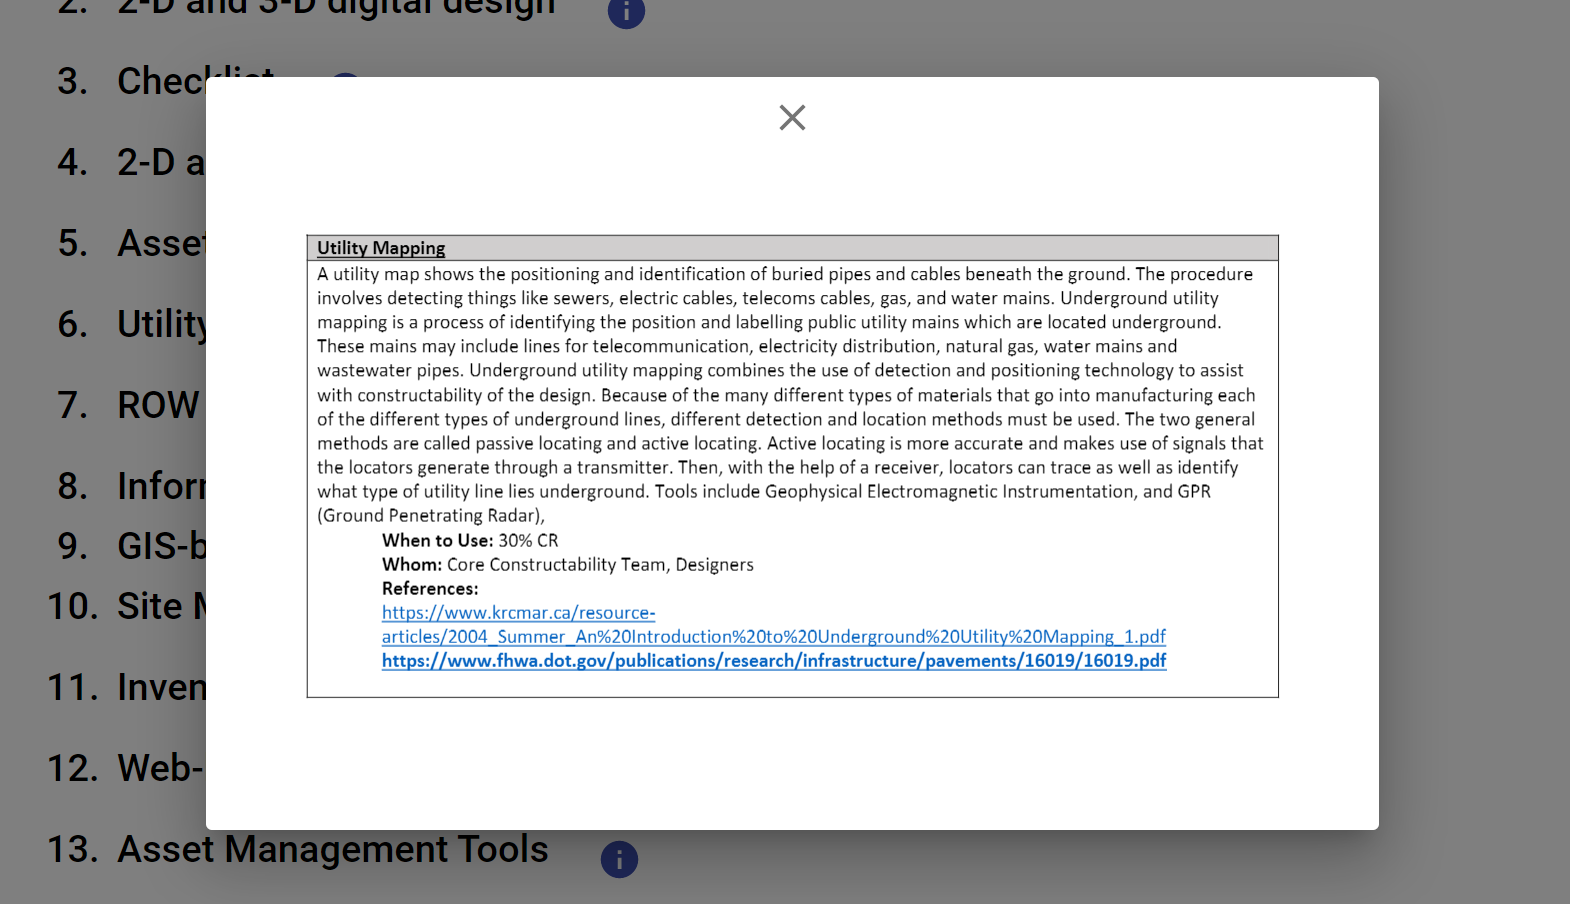 2. 2-D and 3-D digital design
3. Checklist
4. 2-D a
5. Asset
6. Utility
7. ROW
8. Infor
9. GIS-b
10. Site M
11. Inven
12. Web-
13. Asset Management Tools
Utility Mapping
A utility map shows the positioning and identification of buried pipes and cables beneath the ground. The procedure
involves detecting things like sewers, electric cables, telecoms cables, gas, and water mains. Underground utility
mapping is a process of identifying the position and labelling public utility mains which are located underground.
These mains may include lines for telecommunication, electricity distribution, natural gas, water mains and
wastewater pipes. Underground utility mapping combines the use of detection and positioning technology to assist
with constructability of the design. Because of the many different types of materials that go into manufacturing each
of the different types of underground lines, different detection and location methods must be used. The two general
methods are called passive locating and active locating. Active locating is more accurate and makes use of signals that
the locators generate through a transmitter. Then, with the help of a receiver, locators can trace as well as identify
what type of utility line lies underground. Tools include Geophysical Electromagnetic Instrumentation, and GPR
(Ground Penetrating Radar),
When to Use: 30% CR
Whom: Core Constructability Team, Designers
References:
https://www.krcmar.ca/resource-
articles/2004_Summer_An%20Introduction%20to%20Underground%20Utility%20Mapping_1.pdf
https://www.fhwa.dot.gov/publications/research/infrastructure/pavements/16019/16019.pdf